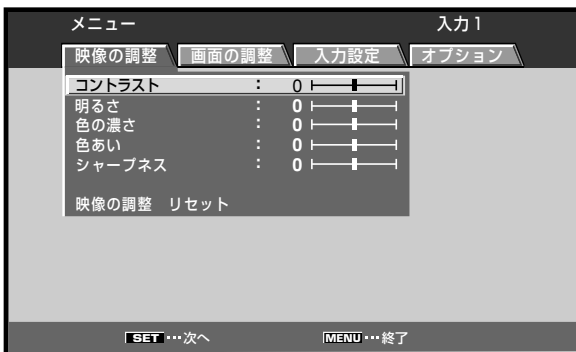 メニュー 入力1
映像の調整 画面の調整 入力設定 オプション
コントラスト : 0
明るさ : 0
色の濃さ : 0
色あい : 0
シャープネス : 0
映像の調整 リセット
SET…次へ MENU…終了